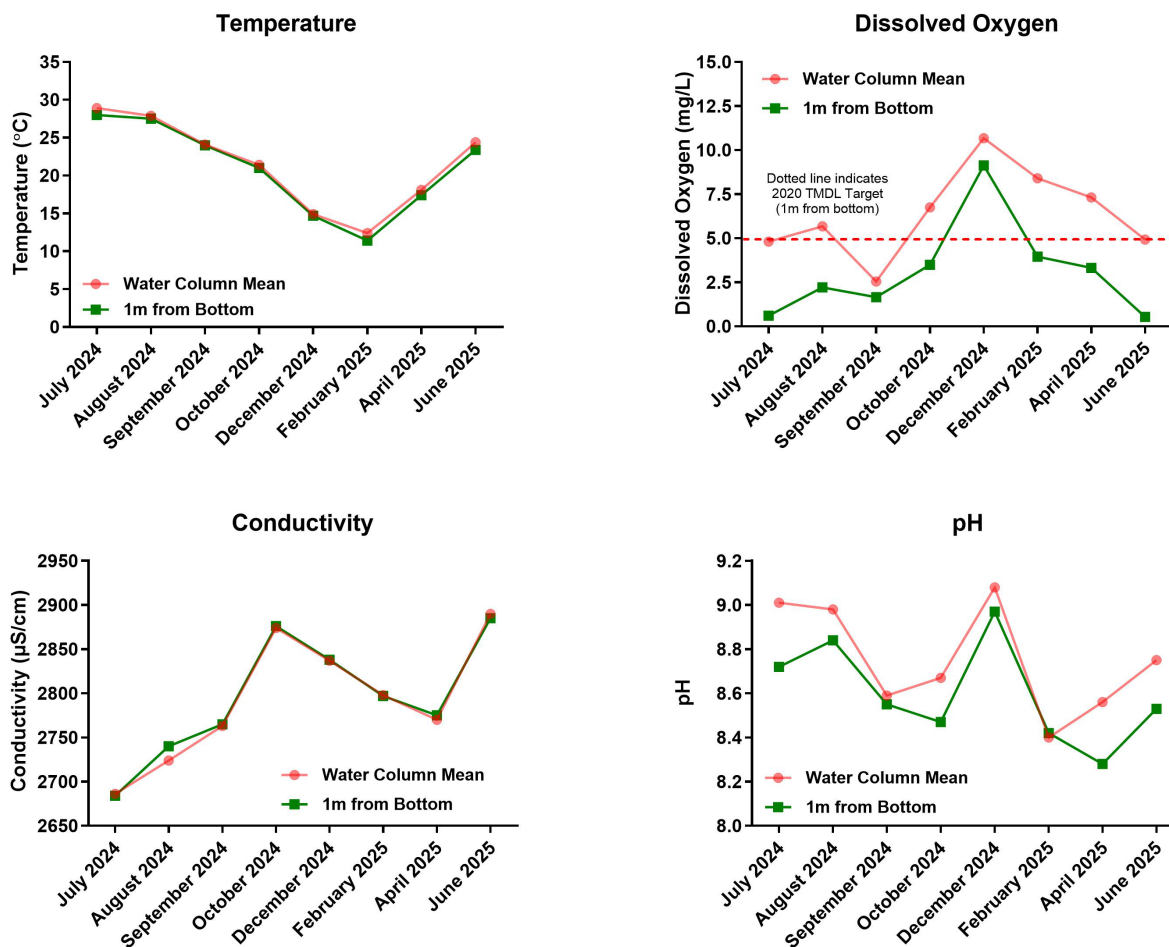 Temperature
Temperature (°C)
35
30
25
20
15
10
5
0
Water Column Mean
1m from Bottom
July 2024
August 2024
September 2024
October 2024
December 2024
February 2025
April 2025
June 2025
Dissolved Oxygen
Dissolved Oxygen (mg/L)
15.0
12.5
10.0
7.5
5.0
2.5
0.0
Water Column Mean
1m from Bottom
Dotted line indicates
2020 TMDL Target
(1m from bottom)
July 2024
August 2024
September 2024
October 2024
December 2024
February 2025
April 2025
June 2025
Conductivity
Conductivity (µS/cm)
2950
2900
2850
2800
2750
2700
2650
Water Column Mean
1m from Bottom
July 2024
August 2024
September 2024
October 2024
December 2024
February 2025
April 2025
June 2025
pH
pH
9.2
9.0
8.8
8.6
8.4
8.2
8.0
Water Column Mean
1m from Bottom
July 2024
August 2024
September 2024
October 2024
December 2024
February 2025
April 2025
June 2025